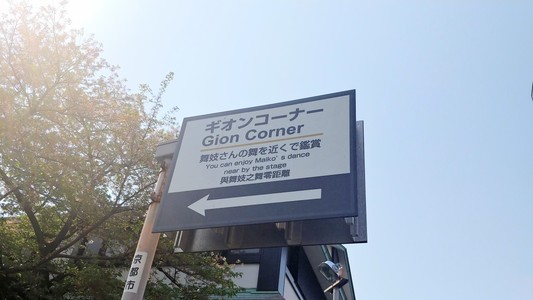 ギオンコーナー
Gion Corner
舞妓さんの舞を近くで鑑賞
You can enjoy Maiko's dance
near by the stage
與舞妓之舞零距離
京都市